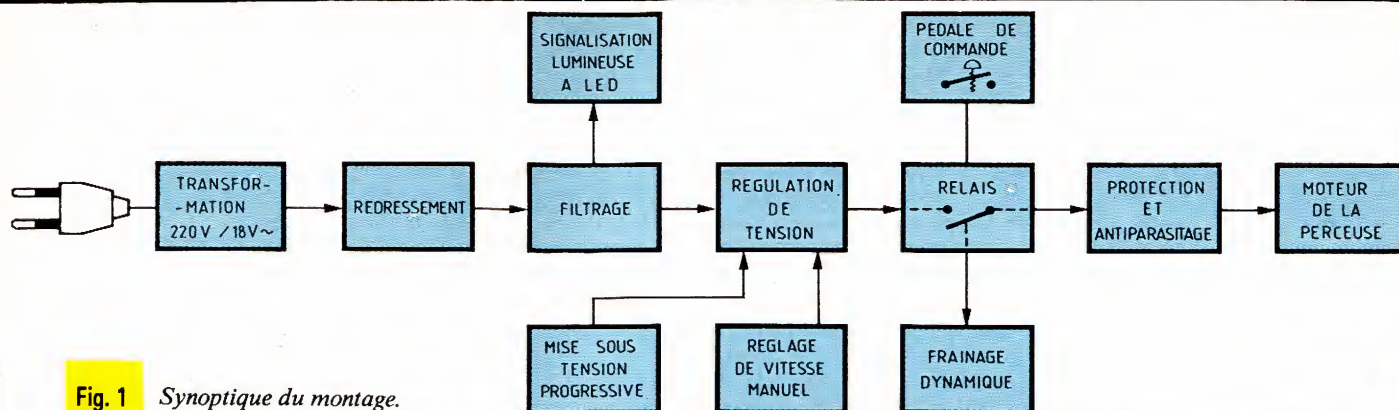 SIGNALISATION
LUMINEUSE
A LED
PEDALE DE
COMMANDE
TRANSFOR-
-MATION
220V / 18V~
REDRESSEMENT
FILTRAGE
REGULATION
DE
TENSION
RELAIS
PROTECTION
ET
ANTIPARASITAGE
MOTEUR
DE LA
PERCEUSE
MISE SOUS
TENSION
PROGRESSIVE
REGLAGE
DE VITESSE
MANUEL
FRAINAGE
DYNAMIQUE
Fig. 1 Synoptique du montage.